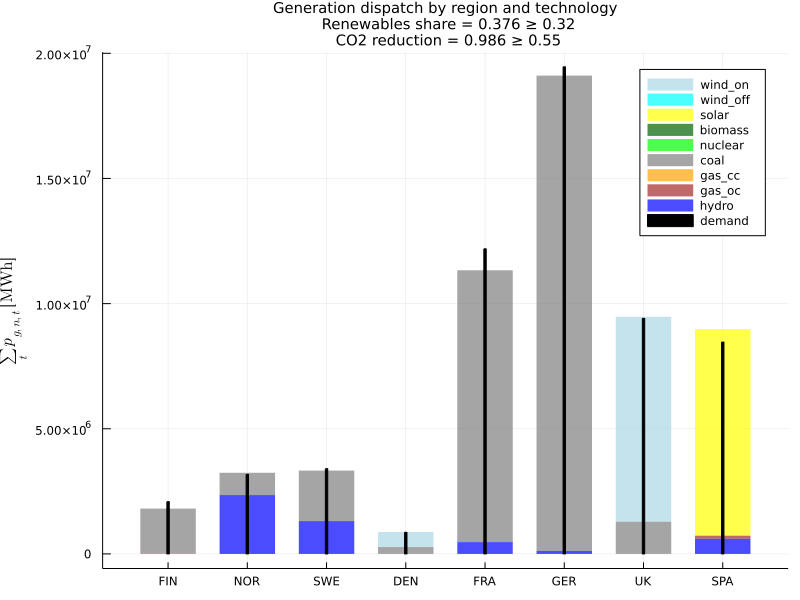 Generation dispatch by region and technology
Renewables share = 0.376 ≥ 0.32
CO2 reduction = 0.986 ≥ 0.55
2.00×10⁷
1.50×10⁷
1.00×10⁷
5.00×10⁶
0
∑ₜ p_{g,n,t} [MWh]
wind_on
wind_off
solar
biomass
nuclear
coal
gas_cc
gas_oc
hydro
demand
FIN NOR SWE DEN FRA GER UK SPA